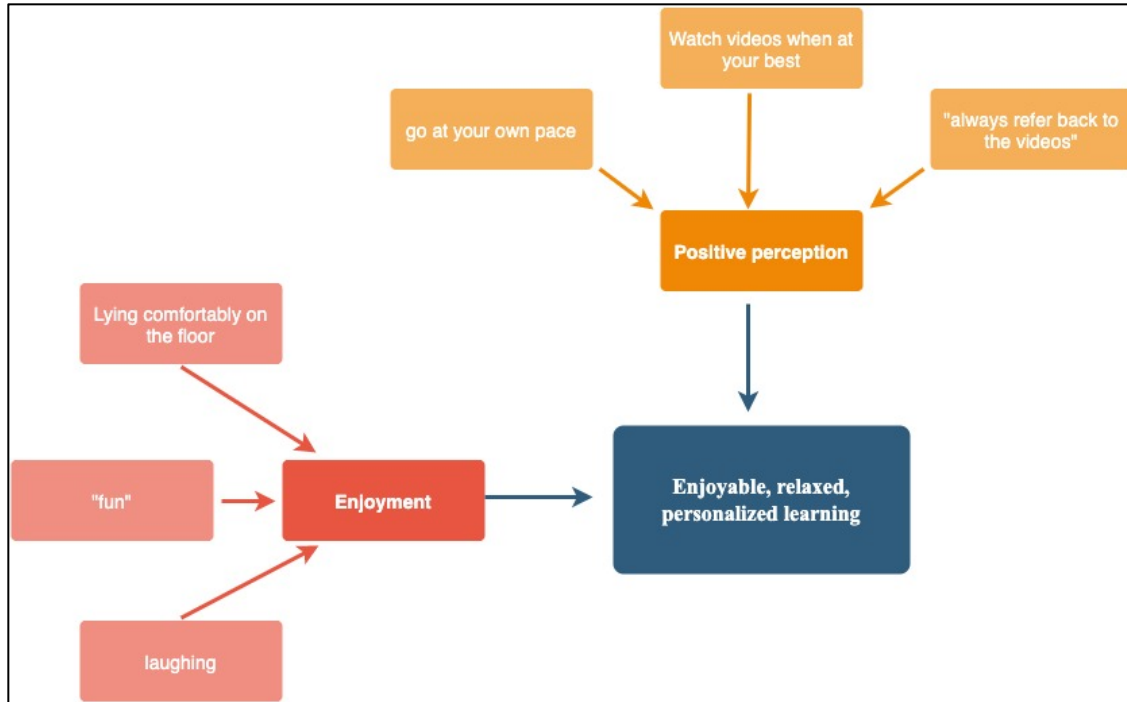 Watch videos when at
your best
go at your own pace
"always refer back to
the videos"
Positive perception
Lying comfortably on
the floor
"fun"
Enjoyment
Enjoyable, relaxed,
personalized learning
laughing